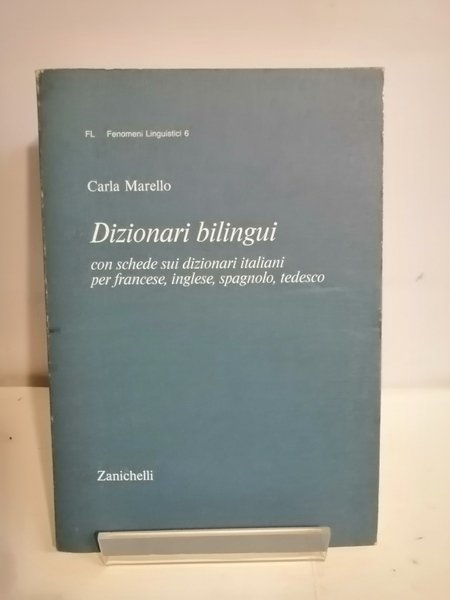 FL Fenomeni Linguistici 6
Carla Marello
Dizionari bilingui
con schede sui dizionari italiani
per francese, inglese, spagnolo, tedesco
Zanichelli